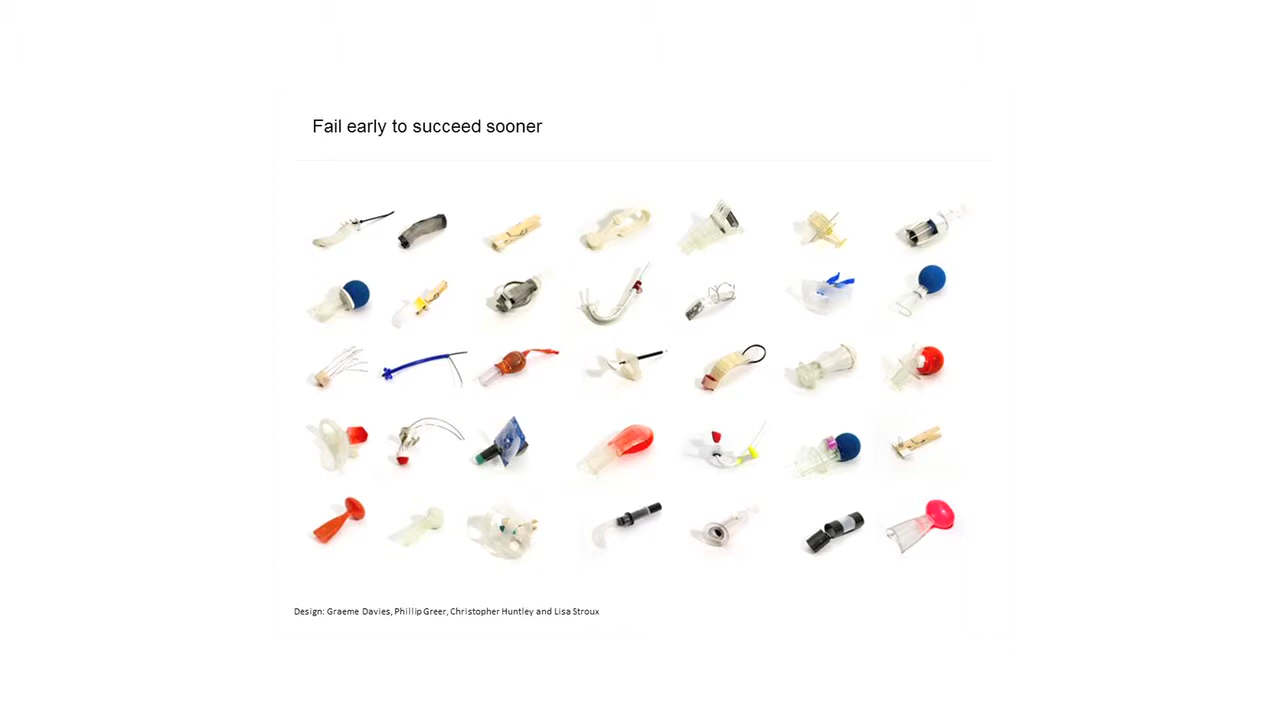 Fail early to succeed sooner
Design: Graeme Davies, Phillip Greer, Christopher Huntley and Lisa Stroux